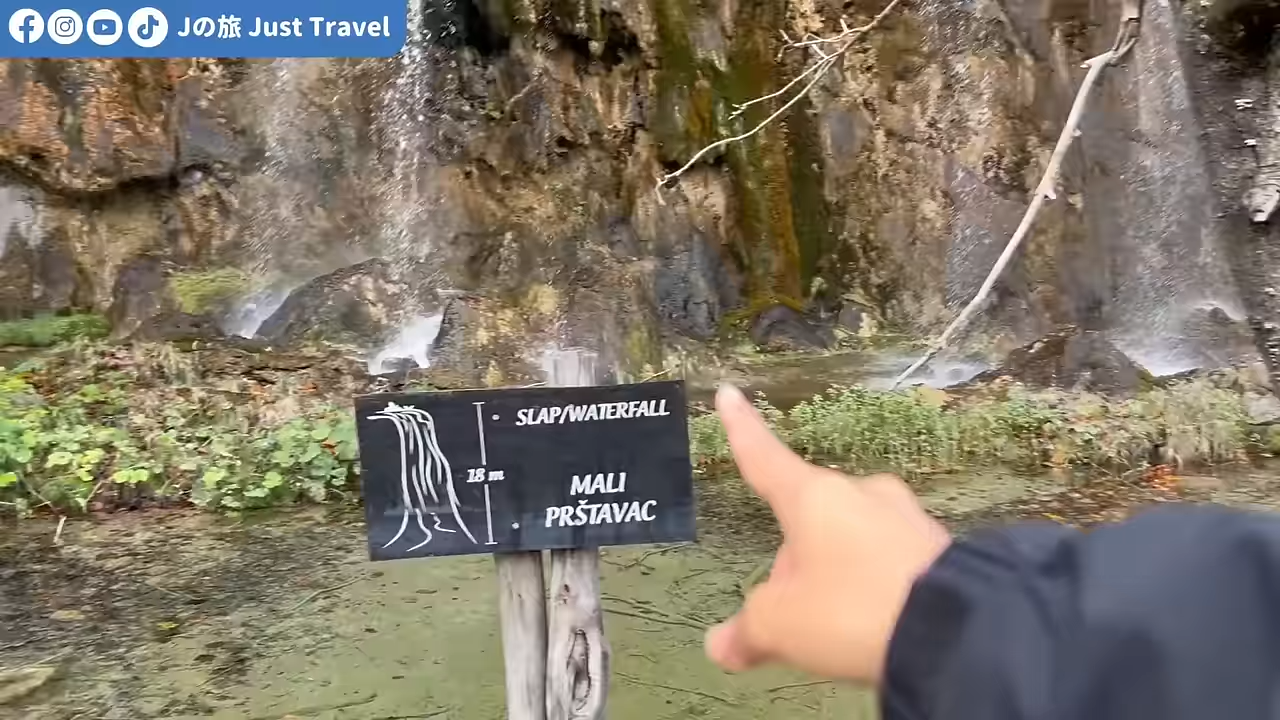 Jの旅 Just Travel
SLAP/WATERFALL
18 m
MALI
PRŠTAVAC